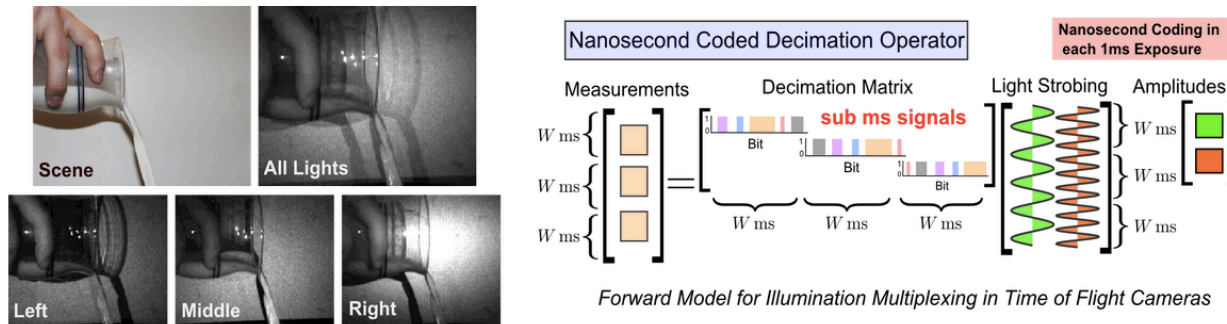 Scene
All Lights
Left
Middle
Right
Nanosecond Coded Decimation Operator
Nanosecond Coding in
each 1ms Exposure
Measurements
Decimation Matrix
Light Strobing
Amplitudes
W ms
W ms
W ms
=
sub ms signals
1
0
Bit
1
0
Bit
1
0
Bit
W ms
W ms
W ms
W ms
W ms
W ms
Forward Model for Illumination Multiplexing in Time of Flight Cameras